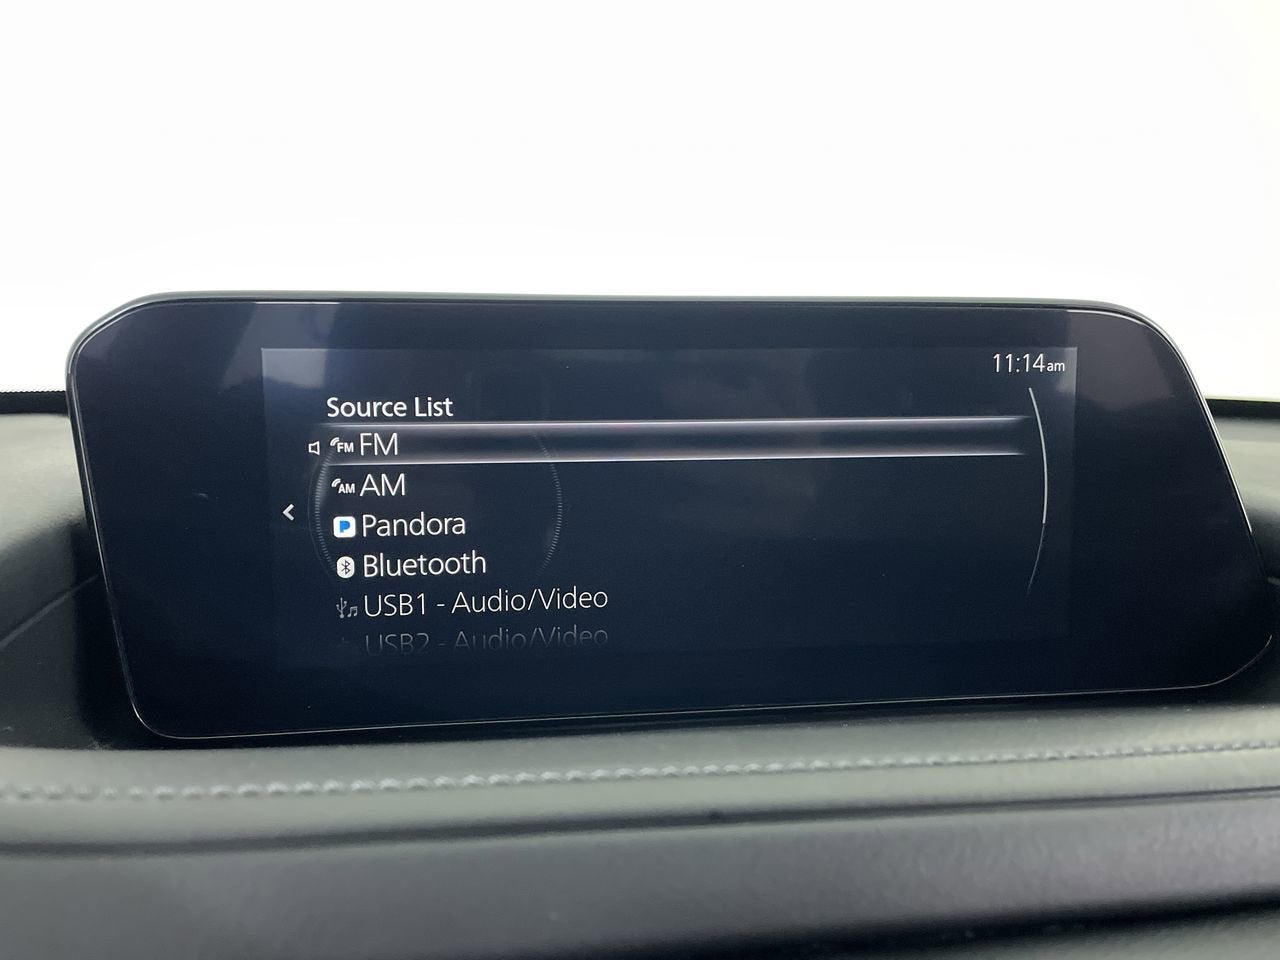 11:14am
Source List
FM FM
AM AM
Pandora
Bluetooth
USB1 - Audio/Video
USB2 - Audio/Video